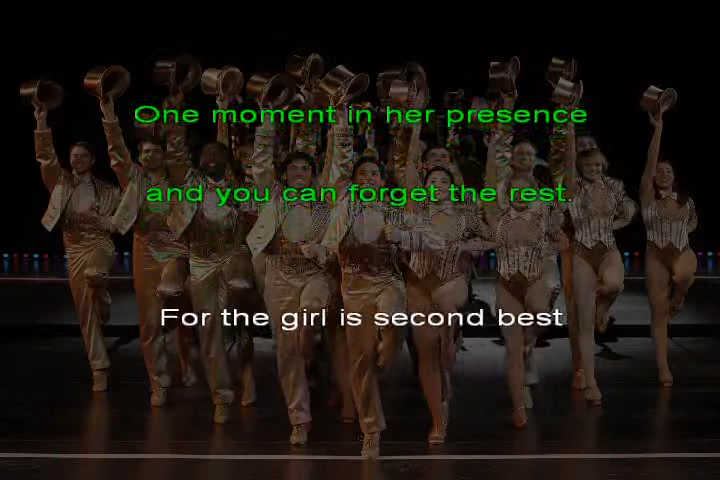 One moment in her presence
and you can forget the rest.
For the girl is second best